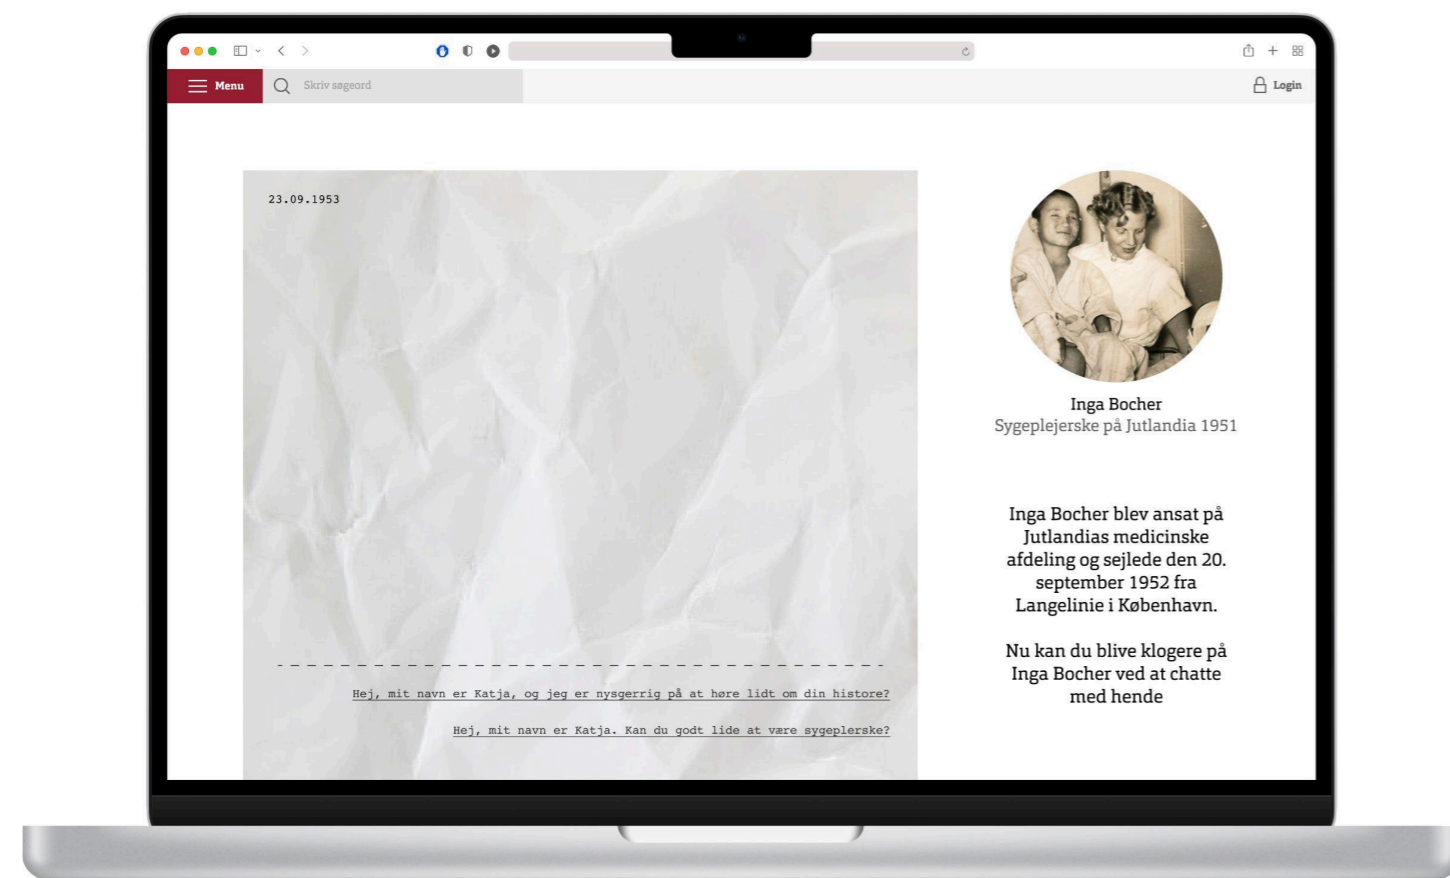 Menu
Skriv søgeord
Login
23.09.1953
Hej, mit navn er Katja, og jeg er nysgerrig på at høre lidt om din histore?
Hej, mit navn er Katja. Kan du godt lide at være sygeplerske?
Inga Bocher
Sygeplejerske på Jutlandia 1951
Inga Bocher blev ansat på
Jutlandias medicinske
afdeling og sejlede den 20.
september 1952 fra
Langelinie i København.
Nu kan du blive klogere på
Inga Bocher ved at chatte
med hende